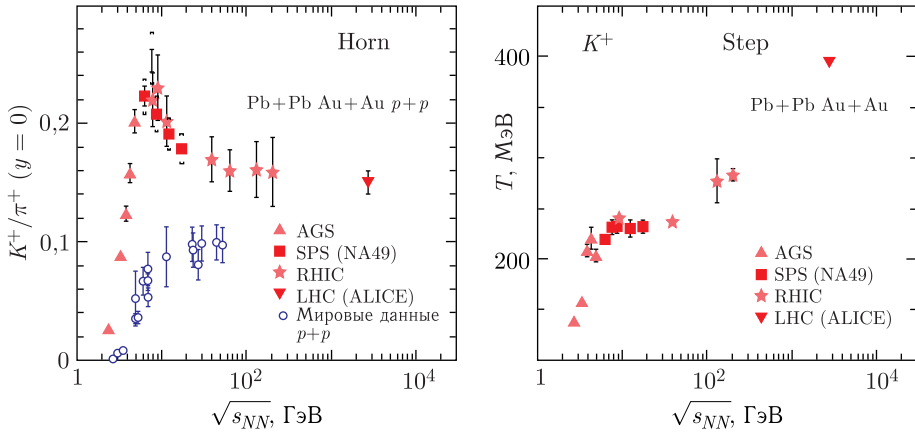 Horn
Pb+Pb Au+Au p+p
K⁺/π⁺ (y = 0)
0,2
0,1
0
AGS
SPS (NA49)
RHIC
LHC (ALICE)
Мировые данные
p+p
1
10²
10⁴
√s_NN, ГэВ
K⁺
Step
Pb+Pb Au+Au
T, МэВ
400
200
AGS
SPS (NA49)
RHIC
LHC (ALICE)
1
10²
10⁴
√s_NN, ГэВ